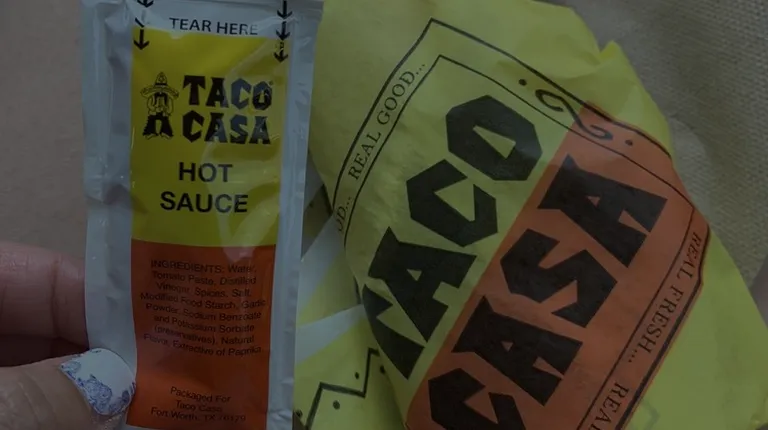 TEAR HERE
TACO
CASA
HOT
SAUCE
INGREDIENTS: Water,
Tomato Paste, Distilled
Vinegar, Spices, Salt,
Modified Food Starch, Garlic
Powder, Sodium Benzoate
and Potassium Sorbate
(preservatives), Natural
Flavor, Extractive of Paprika
Packaged For
Taco Casa
Fort Worth, TX
REAL GOOD...
TACO
CASA
REAL FRESH...